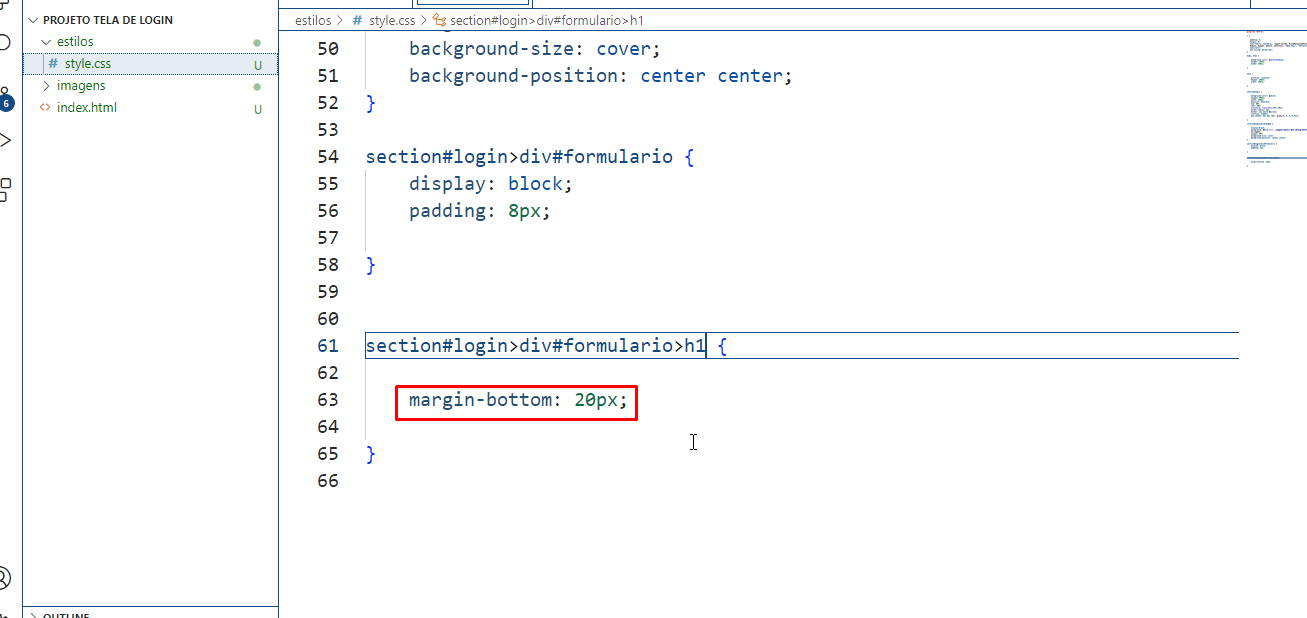 PROJETO TELA DE LOGIN
estilos
# style.css U
imagens
<> index.html U
6
OUTLINE
estilos > # style.css > section#login>div#formulario>h1
50 background-size: cover;
51 background-position: center center;
52 }
53
54 section#login>div#formulario {
55 display: block;
56 padding: 8px;
57
58 }
59
60
61 section#login>div#formulario>h1 {
62
63 margin-bottom: 20px;
64
65 }
66